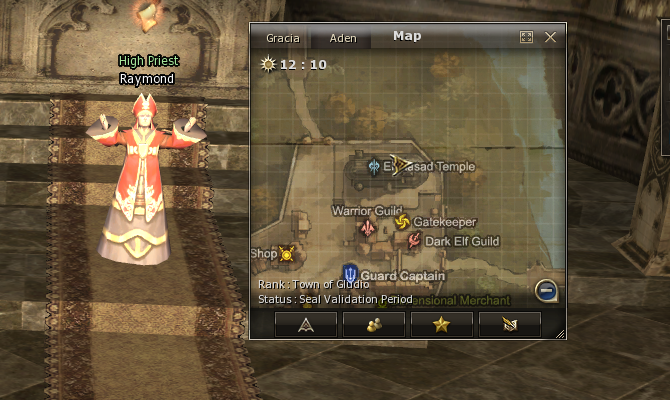 High Priest
Raymond
Gracia
Aden
Map
12 : 10
Einhasad Temple
Warrior Guild
Gatekeeper
Dark Elf Guild
Shop
Guard Captain
Rank : Town of Gludio
Status : Seal Validation Period
Merchant